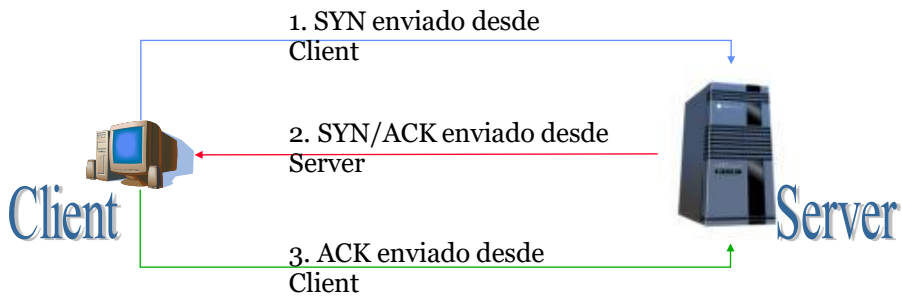 1. SYN enviado desde
Client
2. SYN/ACK enviado desde
Server
Client
Server
3. ACK enviado desde
Client